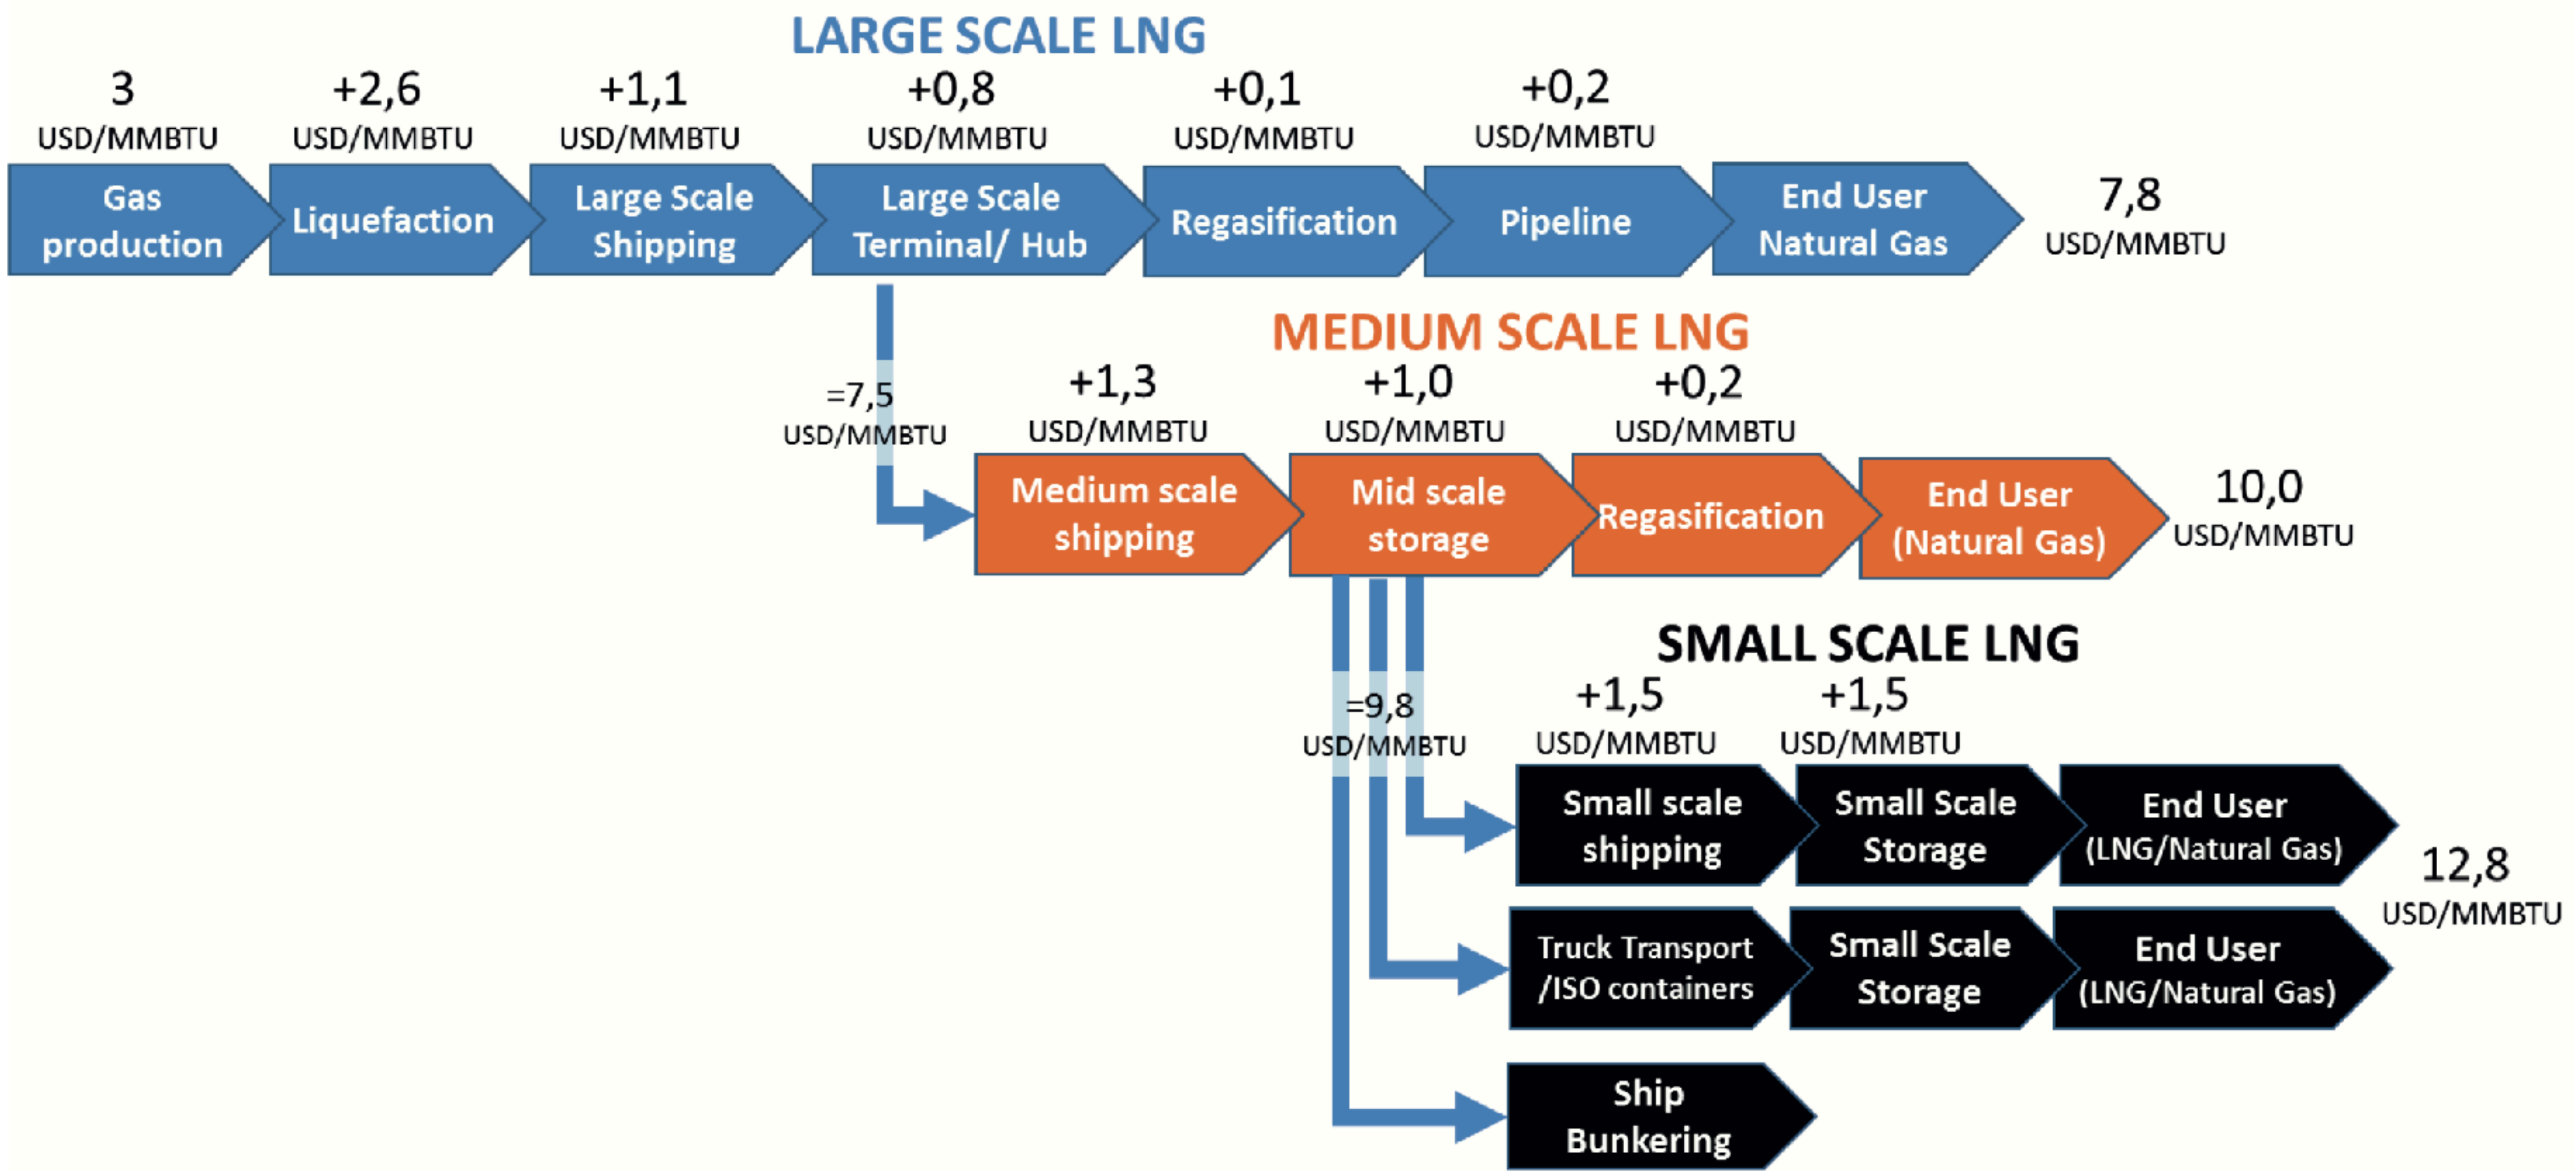 LARGE SCALE LNG
3
USD/MMBTU
+2,6
USD/MMBTU
+1,1
USD/MMBTU
+0,8
USD/MMBTU
+0,1
USD/MMBTU
+0,2
USD/MMBTU
Gas
production
Liquefaction
Large Scale
Shipping
Large Scale
Terminal/ Hub
Regasification
Pipeline
End User
Natural Gas
7,8
USD/MMBTU
MEDIUM SCALE LNG
=7,5
USD/MMBTU
+1,3
USD/MMBTU
+1,0
USD/MMBTU
+0,2
USD/MMBTU
Medium scale
shipping
Mid scale
storage
Regasification
End User
(Natural Gas)
10,0
USD/MMBTU
SMALL SCALE LNG
=9,8
USD/MMBTU
+1,5
USD/MMBTU
+1,5
USD/MMBTU
Small scale
shipping
Small Scale
Storage
End User
(LNG/Natural Gas)
12,8
USD/MMBTU
Truck Transport
/ISO containers
Small Scale
Storage
End User
(LNG/Natural Gas)
Ship
Bunkering